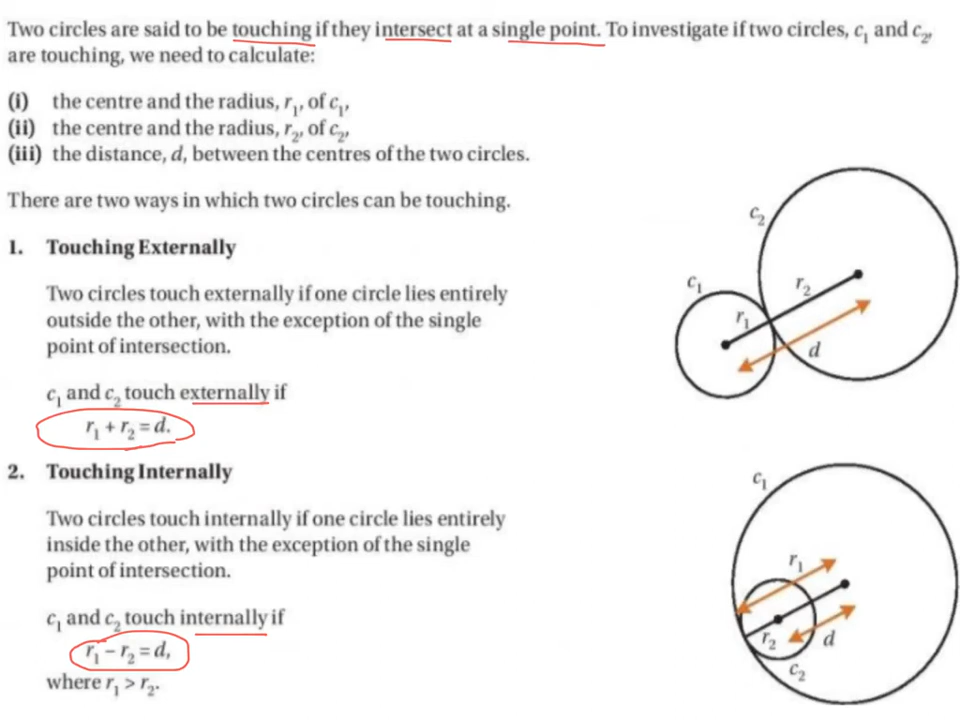 Two circles are said to be touching if they intersect at a single point. To investigate if two circles, c₁ and c₂,
are touching, we need to calculate:
(i) the centre and the radius, r₁, of c₁,
(ii) the centre and the radius, r₂, of c₂,
(iii) the distance, d, between the centres of the two circles.
There are two ways in which two circles can be touching.
1. Touching Externally
Two circles touch externally if one circle lies entirely
outside the other, with the exception of the single
point of intersection.
c₁ and c₂ touch externally if
r₁ + r₂ = d.
c₂
c₁
r₂
r₁
d
2. Touching Internally
Two circles touch internally if one circle lies entirely
inside the other, with the exception of the single
point of intersection.
c₁ and c₂ touch internally if
r₁ − r₂ = d,
where r₁ > r₂.
c₁
r₁
r₂
d
c₂